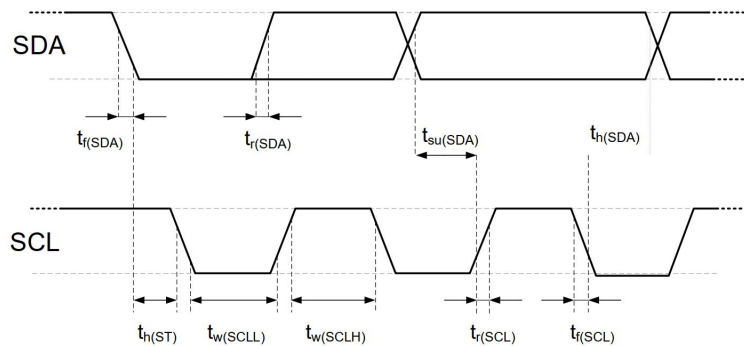 SDA
tf(SDA)
tr(SDA)
tsu(SDA)
th(SDA)
SCL
th(ST)
tw(SCLL)
tw(SCLH)
tr(SCL)
tf(SCL)